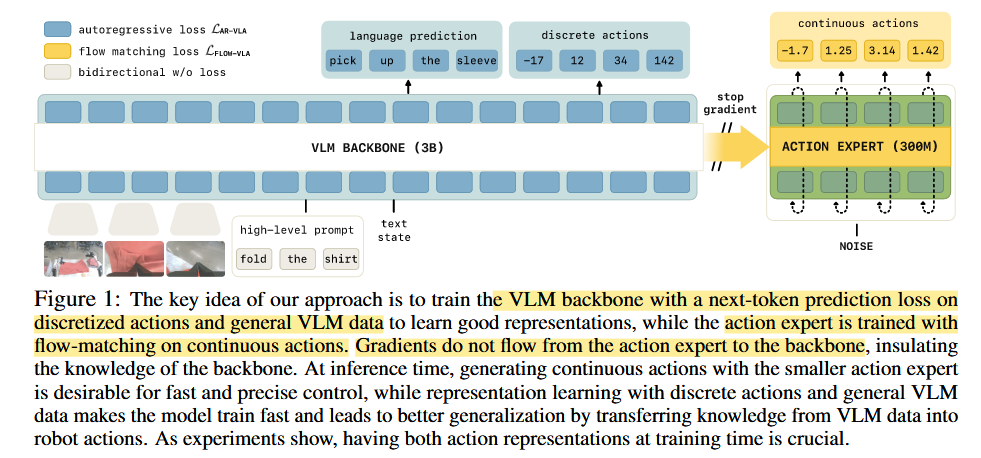 autoregressive loss ℒAR-VLA
flow matching loss ℒFLOW-VLA
bidirectional w/o loss
language prediction
pick up the sleeve
discrete actions
-17 12 34 142
continuous actions
-1.7 1.25 3.14 1.42
stop
gradient
VLM BACKBONE (3B)
ACTION EXPERT (300M)
high-level prompt
fold the shirt
text
state
NOISE
Figure 1: The key idea of our approach is to train the VLM backbone with a next-token prediction loss on
discretized actions and general VLM data to learn good representations, while the action expert is trained with
flow-matching on continuous actions. Gradients do not flow from the action expert to the backbone, insulating
the knowledge of the backbone. At inference time, generating continuous actions with the smaller action expert
is desirable for fast and precise control, while representation learning with discrete actions and general VLM
data makes the model train fast and leads to better generalization by transferring knowledge from VLM data into
robot actions. As experiments show, having both action representations at training time is crucial.